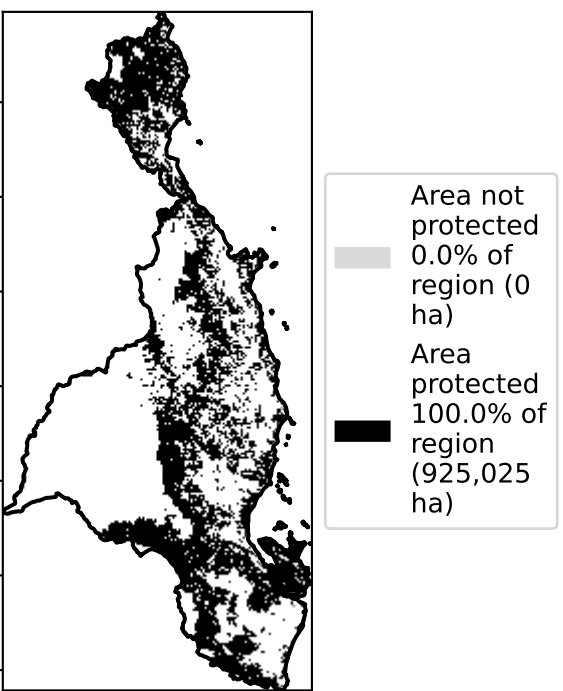 Area not
protected
0.0% of
region (0
ha)
Area
protected
100.0% of
region
(925,025
ha)